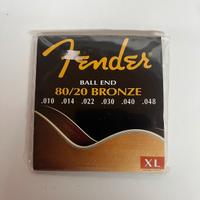 Fender
BALL END
80/20 BRONZE
.010 .014 .022 .030 .040 .048
XL